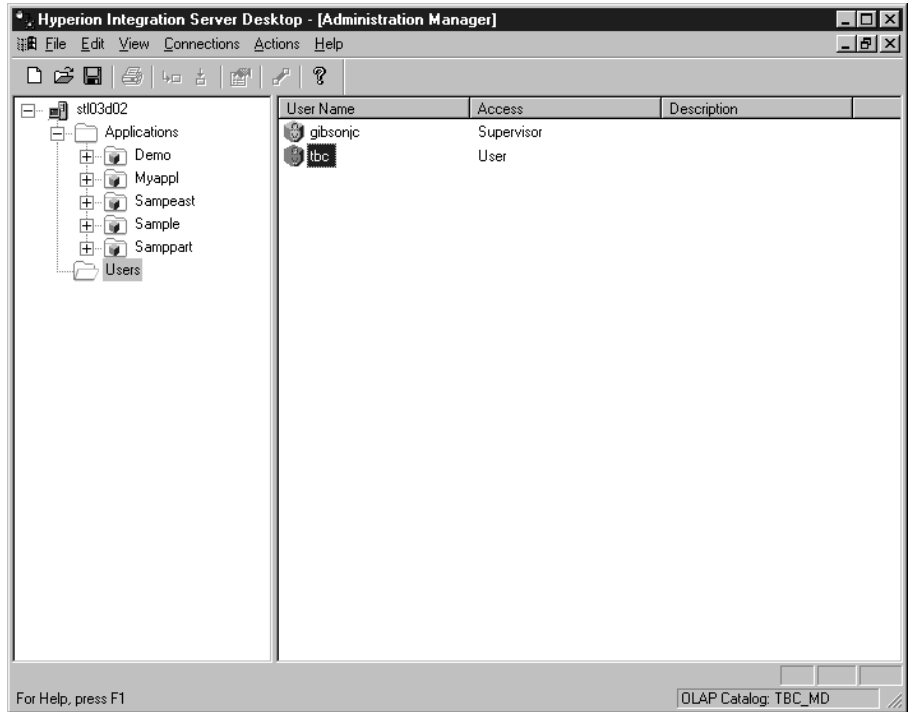 Hyperion Integration Server Desktop - [Administration Manager]
File Edit View Connections Actions Help
stl03d02
Applications
Demo
Myappl
Sampeast
Sample
Samppart
Users
User Name Access Description
gibsonjc Supervisor
tbc User
For Help, press F1
OLAP Catalog: TBC_MD